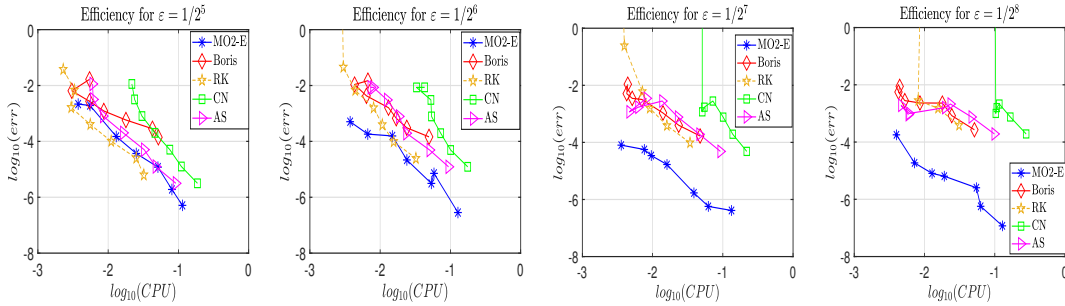 Efficiency for ε = 1/2^5
0
-2
-4
-6
-8
-3
-2
-1
0
log10(err)
log10(CPU)
MO2-E
Boris
RK
CN
AS
Efficiency for ε = 1/2^6
0
-2
-4
-6
-8
-3
-2
-1
0
log10(err)
log10(CPU)
MO2-E
Boris
RK
CN
AS
Efficiency for ε = 1/2^7
0
-2
-4
-6
-8
-3
-2
-1
0
log10(err)
log10(CPU)
MO2-E
Boris
RK
CN
AS
Efficiency for ε = 1/2^8
0
-2
-4
-6
-8
-3
-2
-1
0
log10(err)
log10(CPU)
MO2-E
Boris
RK
CN
AS